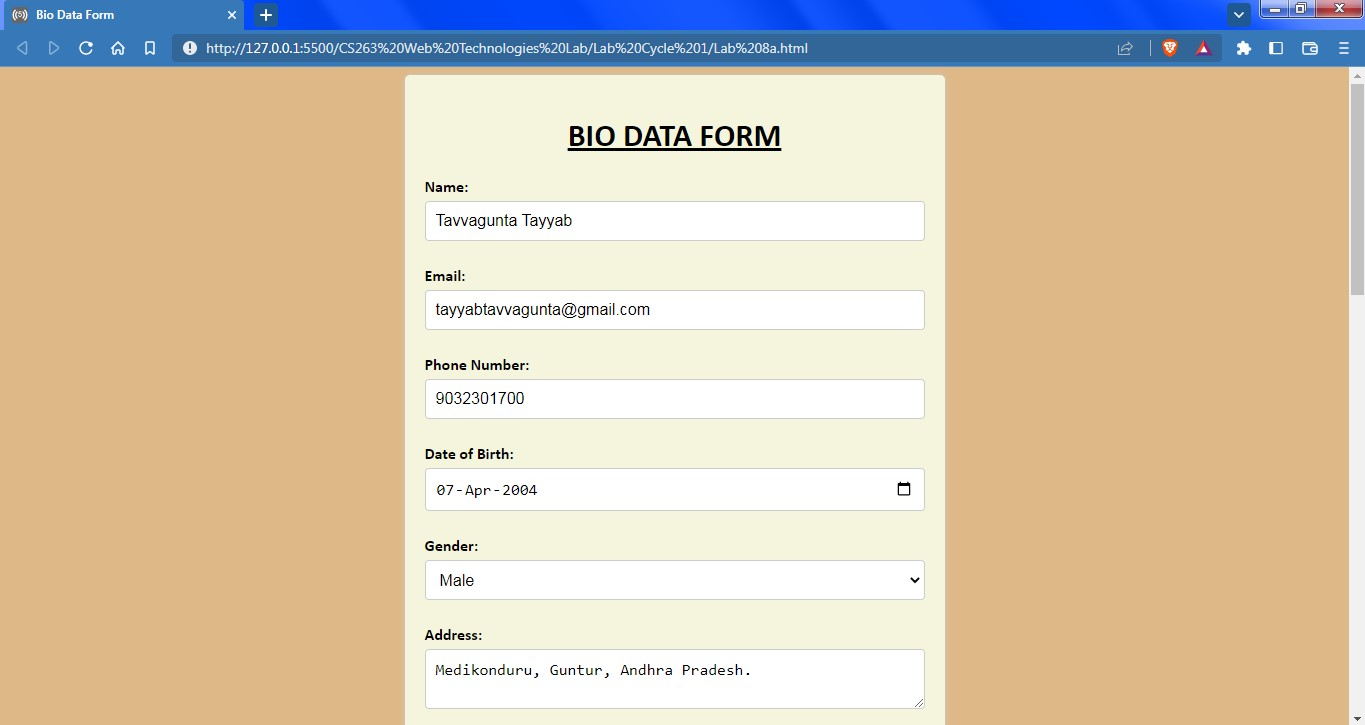 Bio Data Form
http://127.0.0.1:5500/CS263%20Web%20Technologies%20Lab/Lab%20Cycle%201/Lab%208a.html
BIO DATA FORM
Name:
Tavvagunta Tayyab
Email:
tayyabtavvagunta@gmail.com
Phone Number:
9032301700
Date of Birth:
07-Apr-2004
Gender:
Male
Address:
Medikonduru, Guntur, Andhra Pradesh.